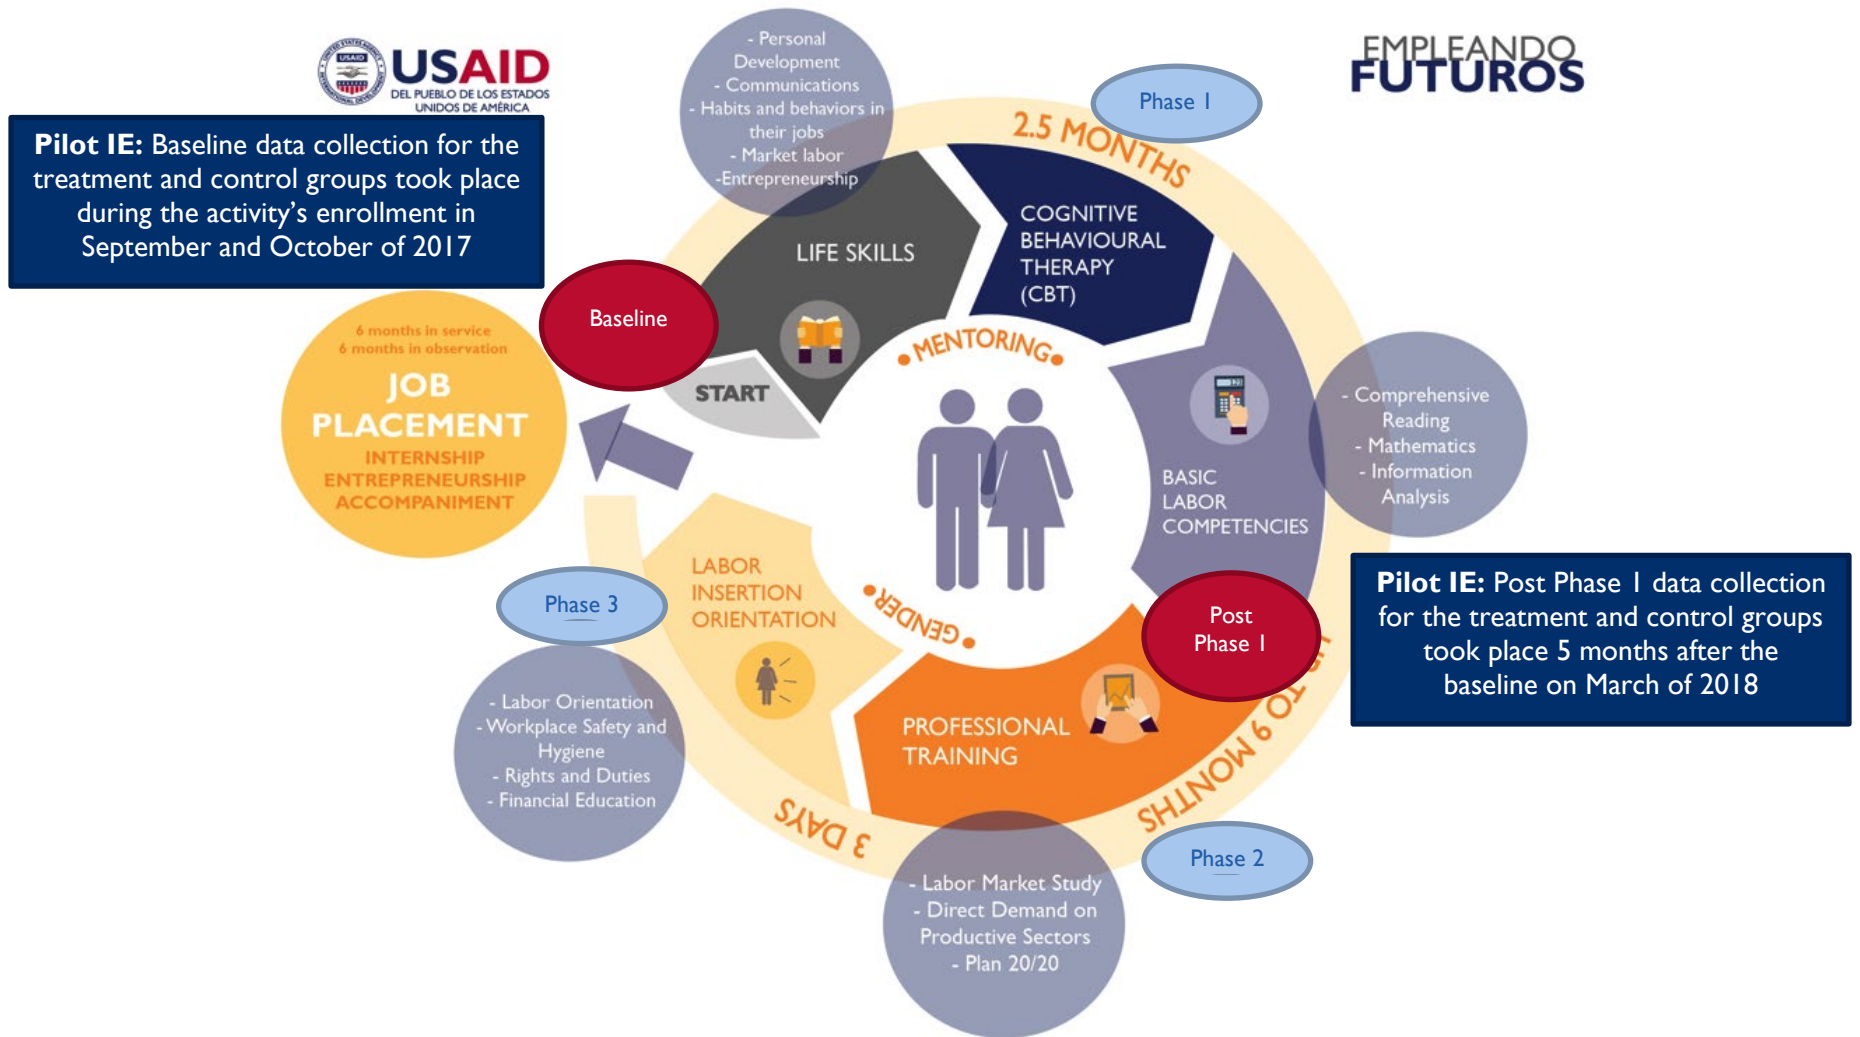 USAID
DEL PUEBLO DE LOS ESTADOS
UNIDOS DE AMÉRICA
EMPLEANDO
FUTUROS
Pilot IE: Baseline data collection for the
treatment and control groups took place
during the activity's enrollment in
September and October of 2017
- Personal
Development
- Communications
- Habits and behaviors in
their jobs
- Market labor
-Entrepreneurship
Phase 1
2.5 MONTHS
Baseline
START
LIFE SKILLS
COGNITIVE
BEHAVIOURAL
THERAPY
(CBT)
MENTORING
GENDER
BASIC
LABOR
COMPETENCIES
- Comprehensive
Reading
- Mathematics
- Information
Analysis
Post
Phase 1
Pilot IE: Post Phase 1 data collection
for the treatment and control groups
took place 5 months after the
baseline on March of 2018
TO 9 MONTHS
PROFESSIONAL
TRAINING
Phase 2
- Labor Market Study
- Direct Demand on
Productive Sectors
- Plan 20/20
LABOR
INSERTION
ORIENTATION
3 DAYS
Phase 3
- Labor Orientation
- Workplace Safety and
Hygiene
- Rights and Duties
- Financial Education
6 months in service
6 months in observation
JOB
PLACEMENT
INTERNSHIP
ENTREPRENEURSHIP
ACCOMPANIMENT